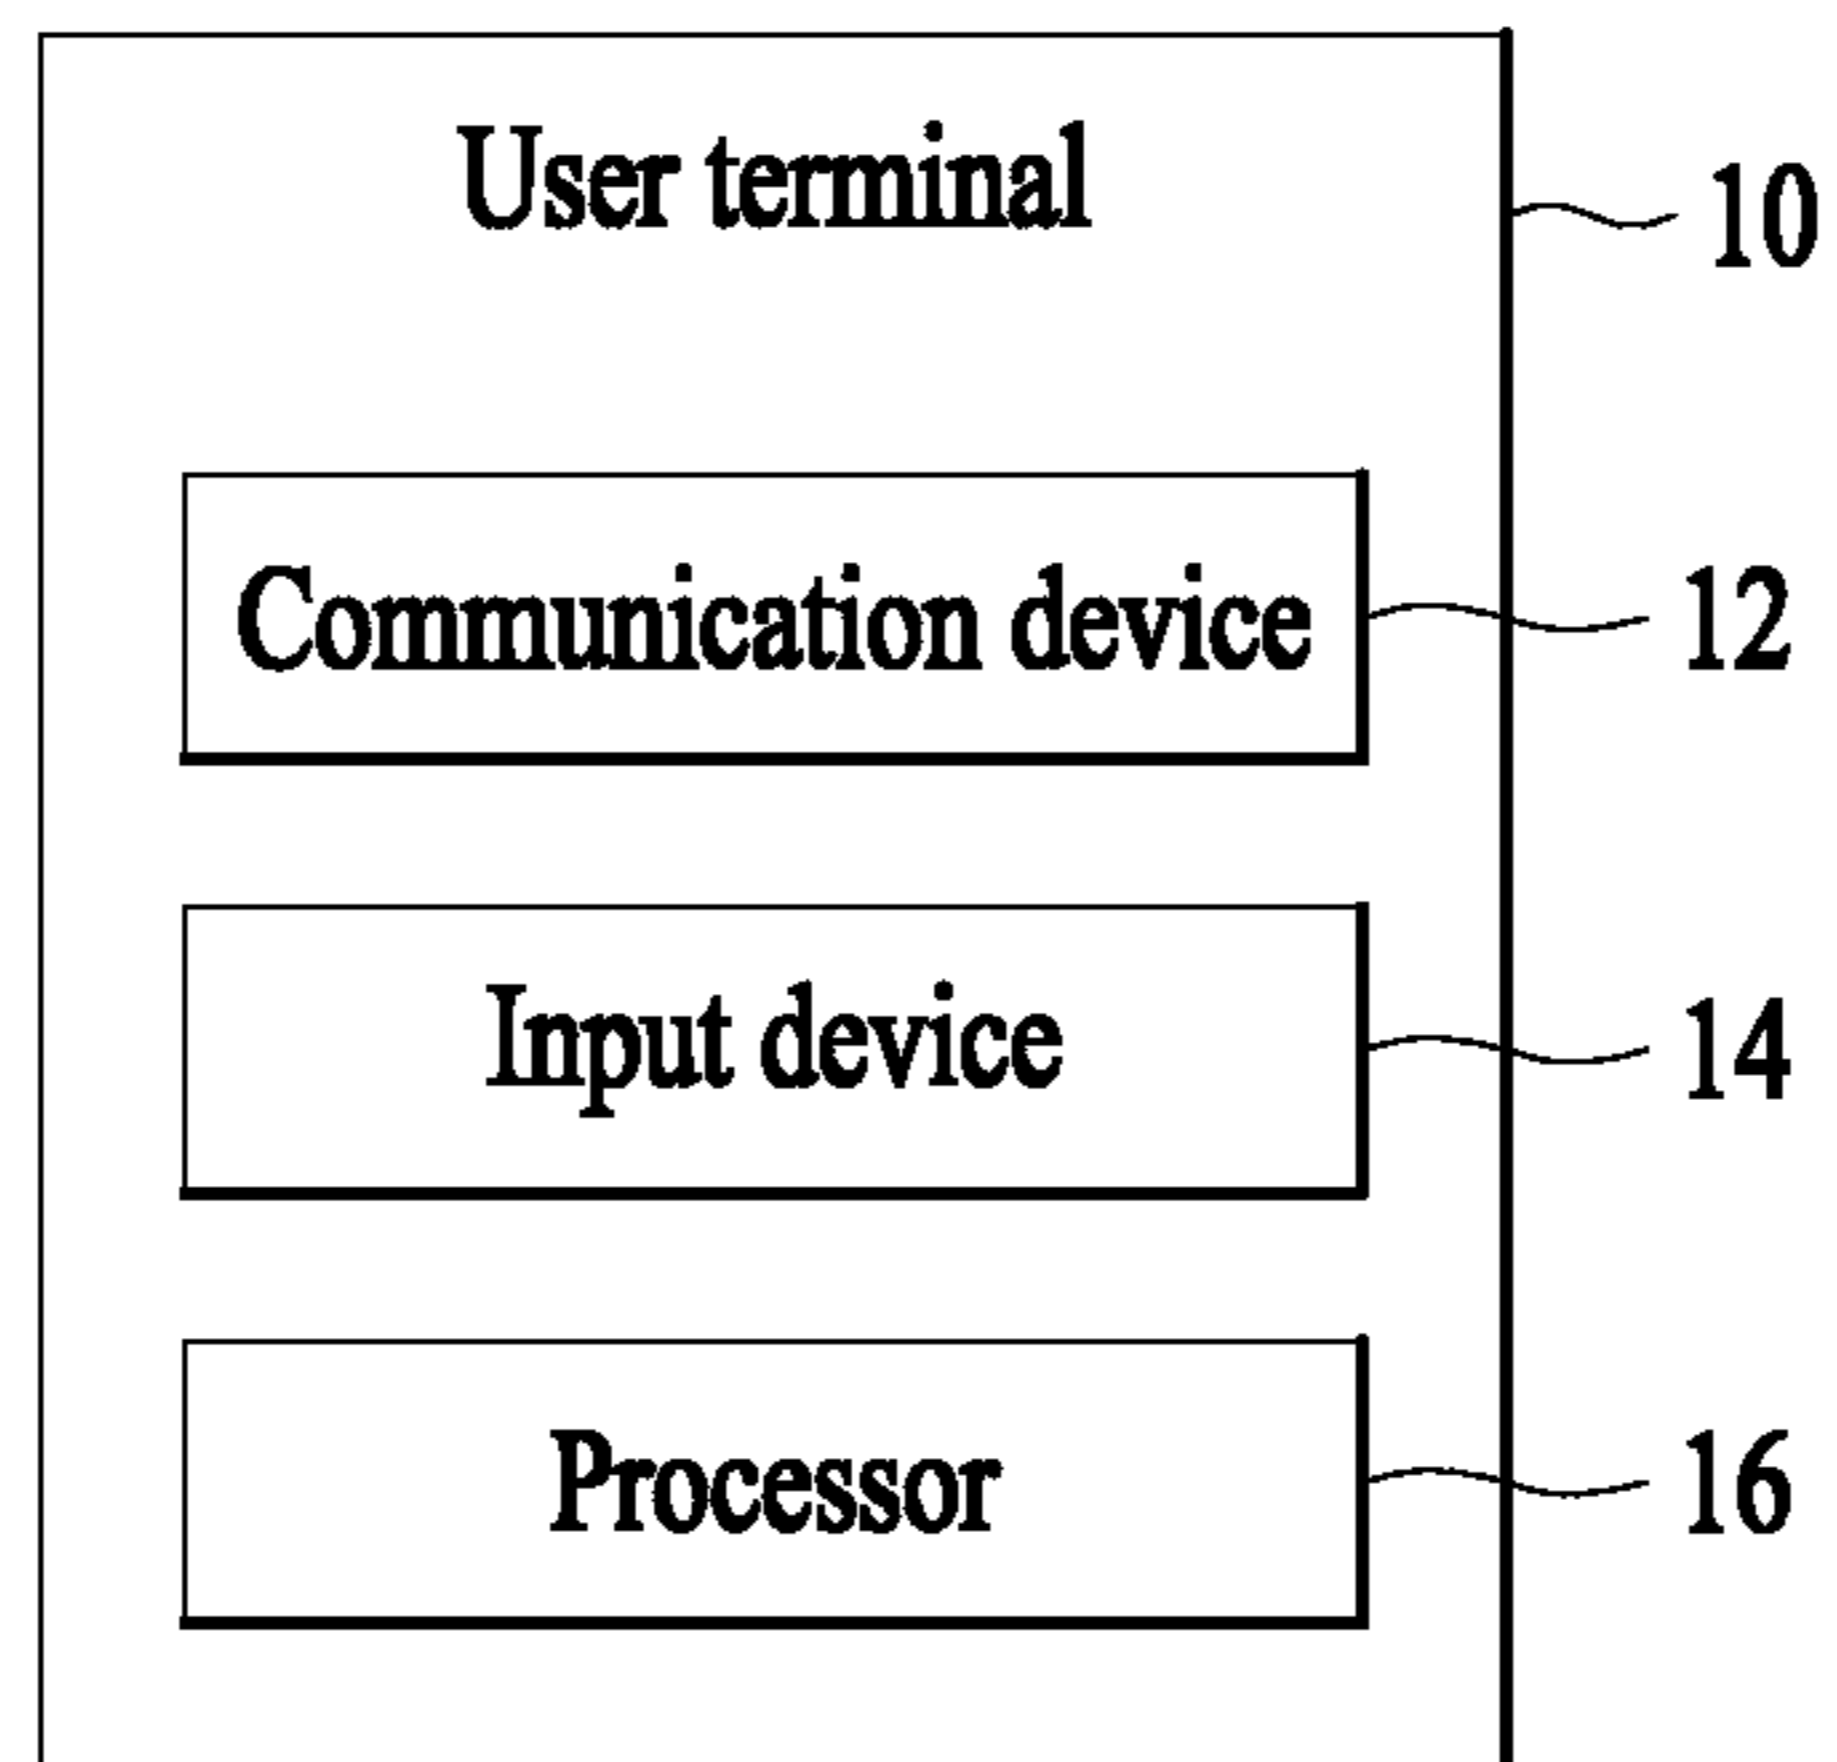 User terminal
10
Communication device
12
Input device
14
Processor
16